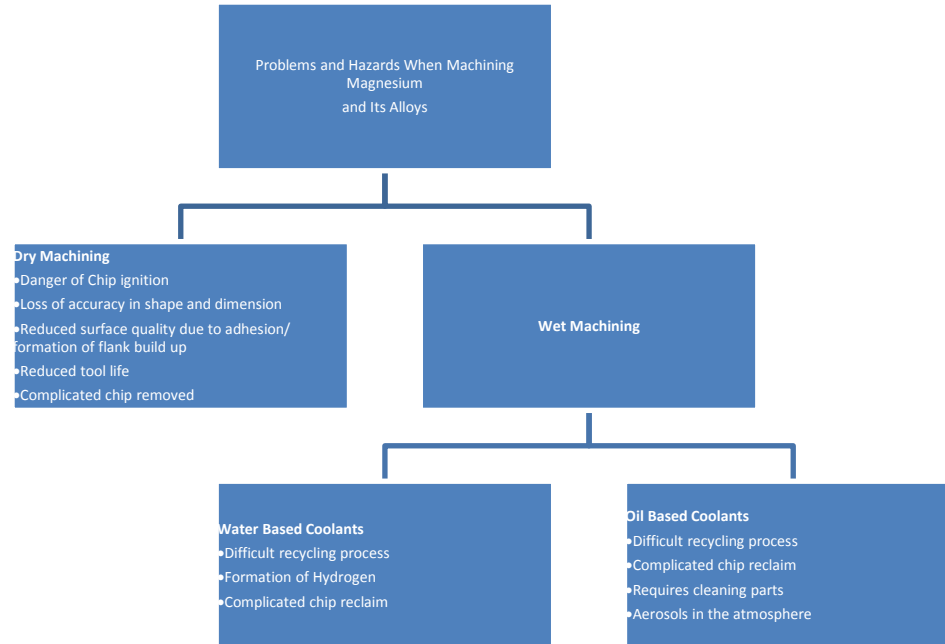 Problems and Hazards When Machining
Magnesium
and Its Alloys
Dry Machining
•Danger of Chip ignition
•Loss of accuracy in shape and dimension
•Reduced surface quality due to adhesion/
formation of flank build up
•Reduced tool life
•Complicated chip removed
Wet Machining
Water Based Coolants
•Difficult recycling process
•Formation of Hydrogen
•Complicated chip reclaim
Oil Based Coolants
•Difficult recycling process
•Complicated chip reclaim
•Requires cleaning parts
•Aerosols in the atmosphere